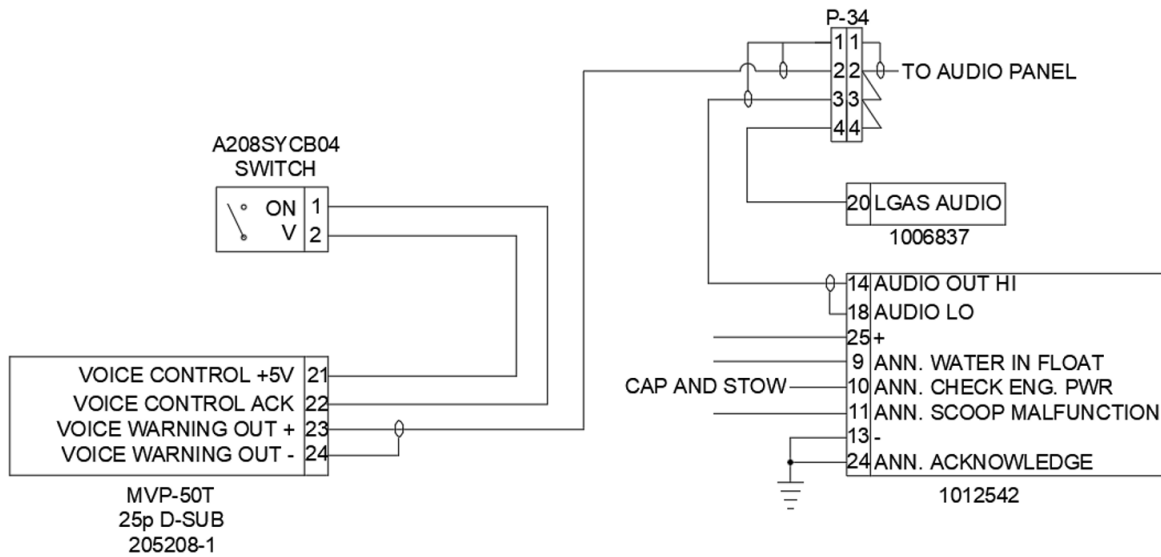 P-34
1 1
2 2 TO AUDIO PANEL
3 3
4 4
A208SYCB04
SWITCH
ON 1
V 2
20 LGAS AUDIO
1006837
14 AUDIO OUT HI
18 AUDIO LO
25 +
9 ANN. WATER IN FLOAT
CAP AND STOW 10 ANN. CHECK ENG. PWR
11 ANN. SCOOP MALFUNCTION
13 -
24 ANN. ACKNOWLEDGE
1012542
VOICE CONTROL +5V 21
VOICE CONTROL ACK 22
VOICE WARNING OUT + 23
VOICE WARNING OUT - 24
MVP-50T
25p D-SUB
205208-1